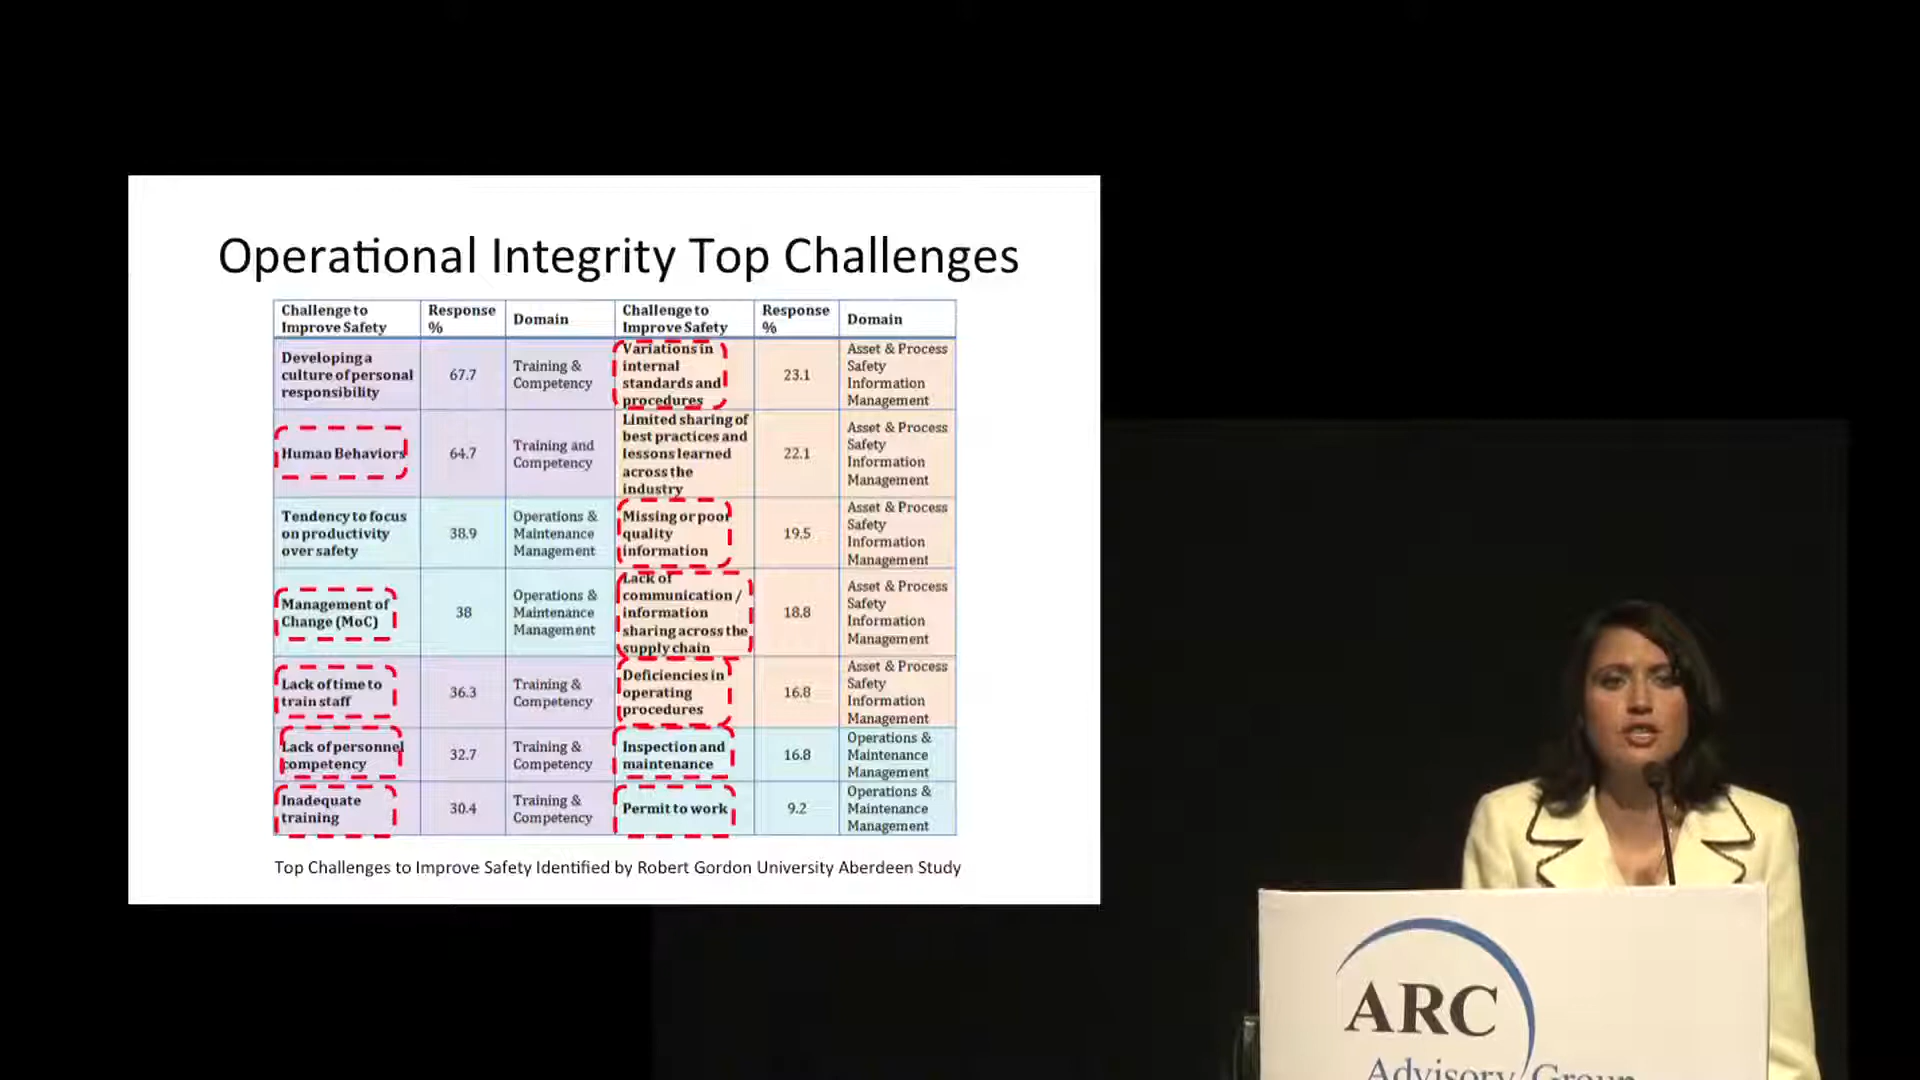 Operational Integrity Top Challenges
Challenge to
Improve Safety
Response
%
Domain
Challenge to
Improve Safety
Response
%
Domain
Developing a
culture of personal
responsibility
67.7
Training &
Competency
Variations in
internal
standards and
procedures
23.1
Asset & Process
Safety
Information
Management
Human Behaviors
64.7
Training and
Competency
Limited sharing of
best practices and
lessons learned
across the
industry
22.1
Asset & Process
Safety
Information
Management
Tendency to focus
on productivity
over safety
38.9
Operations &
Maintenance
Management
Missing or poor
quality
information
19.5
Asset & Process
Safety
Information
Management
Management of
Change (MoC)
38
Operations &
Maintenance
Management
Lack of
communication /
information
sharing across the
supply chain
18.8
Asset & Process
Safety
Information
Management
Lack of time to
train staff
36.3
Training &
Competency
Deficiencies in
operating
procedures
16.8
Asset & Process
Safety
Information
Management
Lack of personnel
competency
32.7
Training &
Competency
Inspection and
maintenance
16.8
Operations &
Maintenance
Management
Inadequate
training
30.4
Training &
Competency
Permit to work
9.2
Operations &
Maintenance
Management
Top Challenges to Improve Safety Identified by Robert Gordon University Aberdeen Study
ARC
Advisory Group